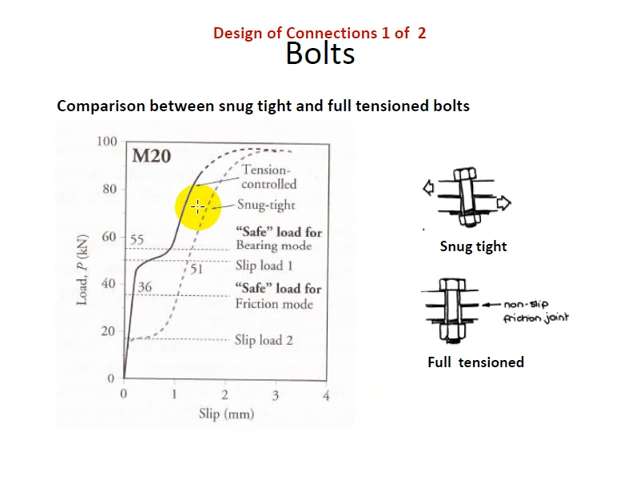 Design of Connections 1 of 2
Bolts
Comparison between snug tight and full tensioned bolts
100
M20
Tension-
controlled
80
Snug-tight
"Safe" load for
60
55
Bearing mode
51
Slip load 1
40
36
"Safe" load for
Friction mode
20
Slip load 2
0
0 1 2 3 4
Load, P (kN)
Slip (mm)
Snug tight
non-slip
friction joint
Full tensioned